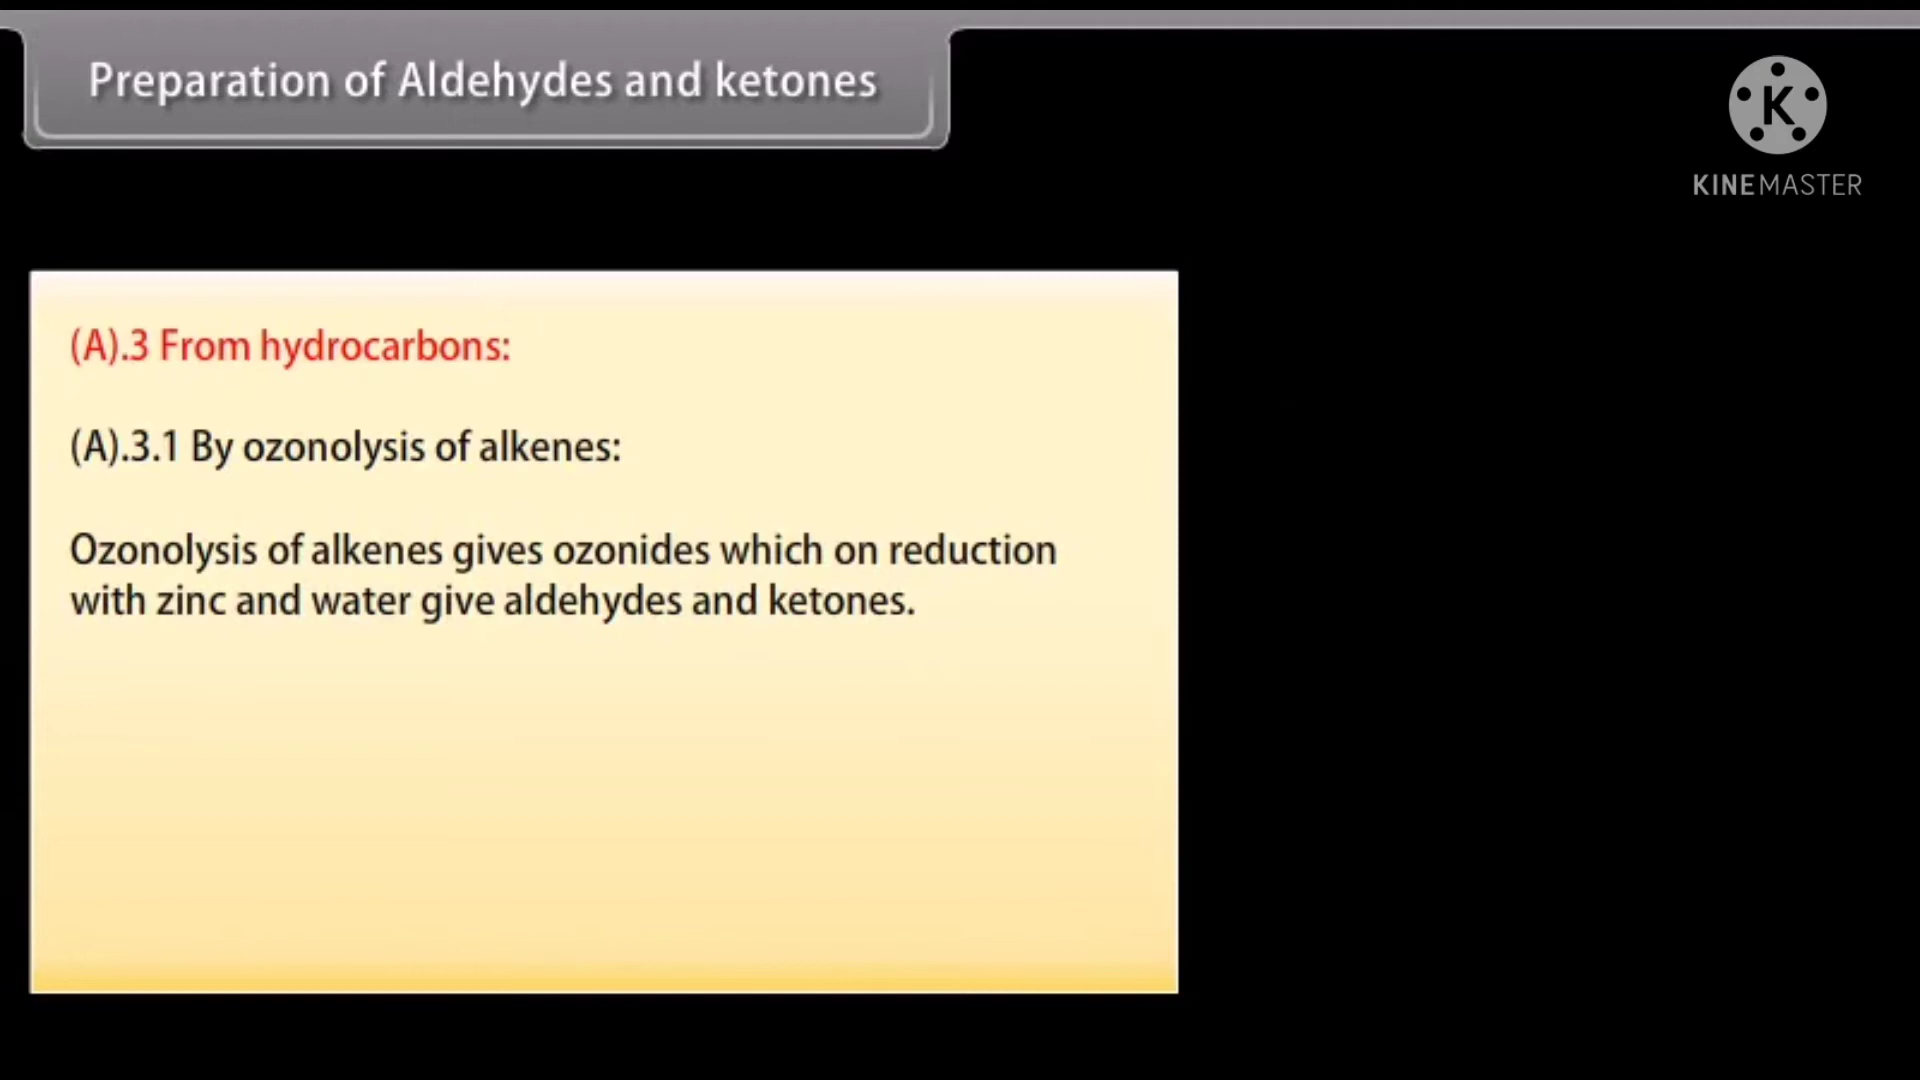 Preparation of Aldehydes and ketones
K
KINEMASTER
(A).3 From hydrocarbons:
(A).3.1 By ozonolysis of alkenes:
Ozonolysis of alkenes gives ozonides which on reduction
with zinc and water give aldehydes and ketones.